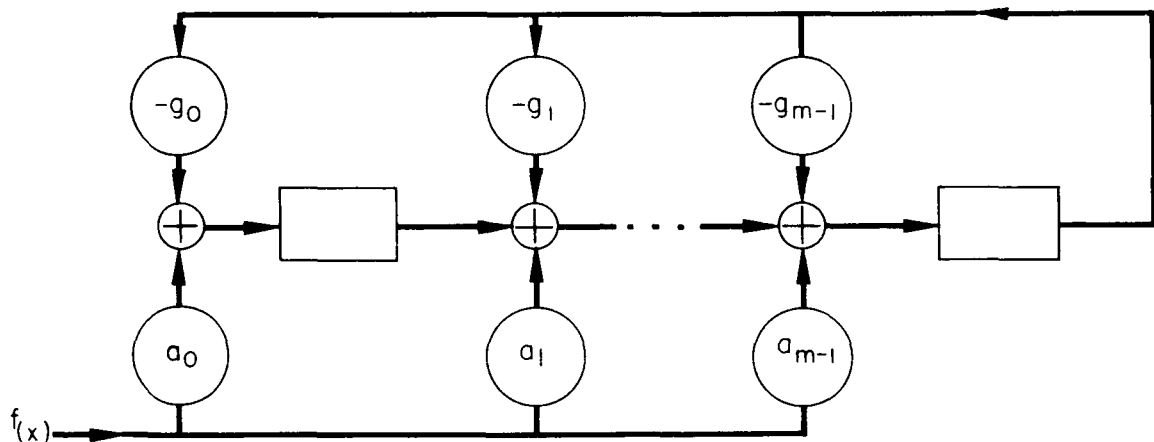 -g₀ -g₁ -gₘ₋₁
. . .
a₀ a₁ aₘ₋₁
f(x)